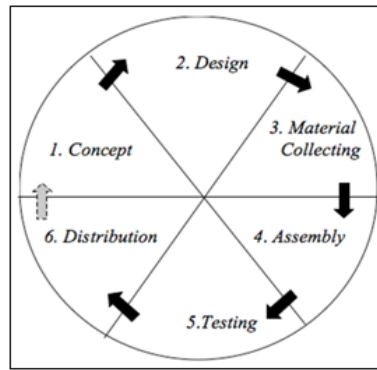 2. Design
3. Material
Collecting
1. Concept
6. Distribution
4. Assembly
5.Testing